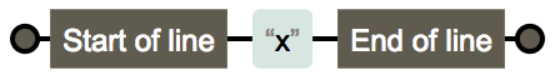 Start of line “x” End of line